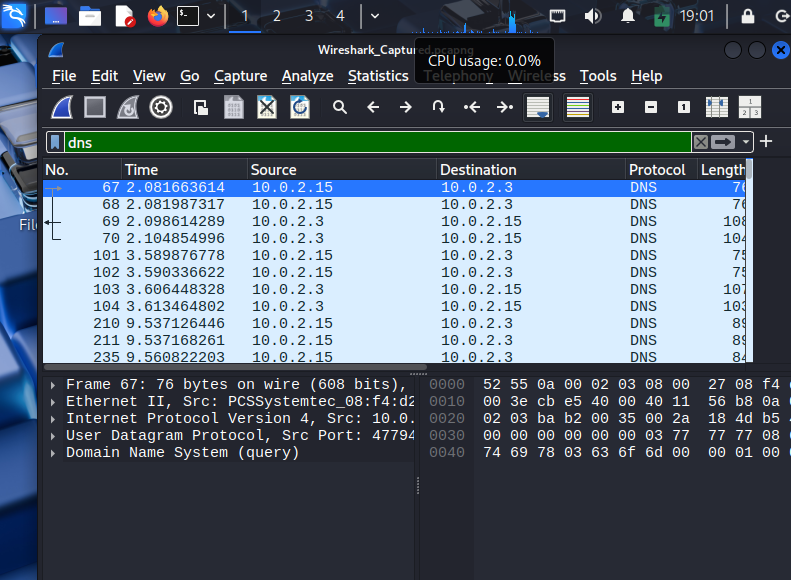 1 2 3 4 19:01
Wireshark_Captured.pcapng
CPU usage: 0.0%
File Edit View Go Capture Analyze Statistics Telephony Wireless Tools Help
dns
No. Time Source Destination Protocol Length
67 2.081663614 10.0.2.15 10.0.2.3 DNS 76
68 2.081987317 10.0.2.15 10.0.2.3 DNS 76
69 2.098614289 10.0.2.3 10.0.2.15 DNS 108
70 2.104854996 10.0.2.3 10.0.2.15 DNS 104
101 3.589876778 10.0.2.15 10.0.2.3 DNS 75
102 3.590336622 10.0.2.15 10.0.2.3 DNS 75
103 3.606448328 10.0.2.3 10.0.2.15 DNS 107
104 3.613464802 10.0.2.3 10.0.2.15 DNS 103
210 9.537126446 10.0.2.15 10.0.2.3 DNS 89
211 9.537168261 10.0.2.15 10.0.2.3 DNS 89
235 9.560822203 10.0.2.15 10.0.2.3 DNS 84
Frame 67: 76 bytes on wire (608 bits), 0000 52 55 0a 00 02 03 08 00 27 08 f4
Ethernet II, Src: PCSSystemtec_08:f4:d2 0010 00 3e cb e5 40 00 40 11 56 b8 0a
Internet Protocol Version 4, Src: 10.0. 0020 02 03 ba b2 00 35 00 2a 18 4d b5
User Datagram Protocol, Src Port: 47794 0030 00 00 00 00 00 00 03 77 77 77 08
Domain Name System (query) 0040 74 69 78 03 63 6f 6d 00 00 01 00